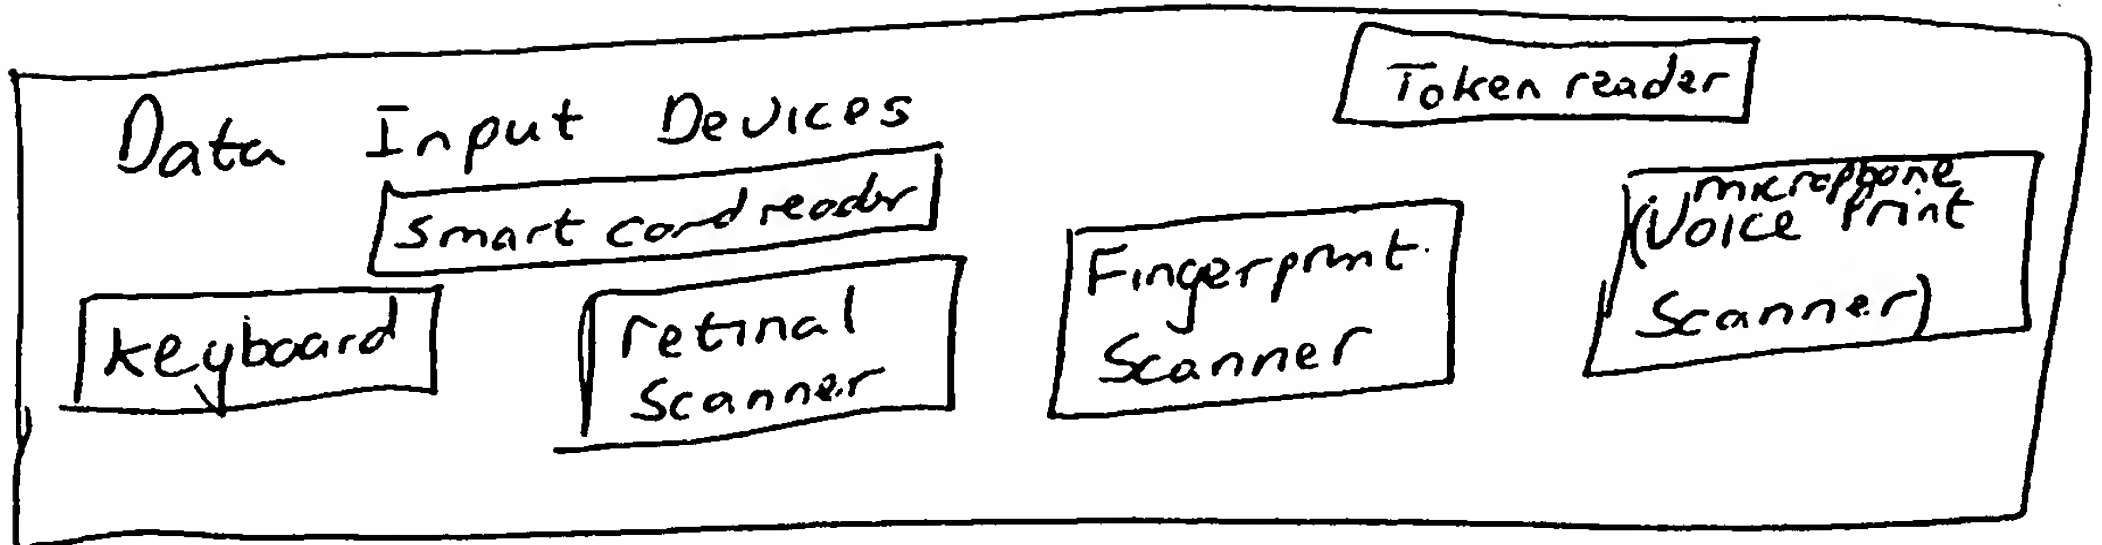 Token reader
Data Input Devices
Smart card reader
microphone
(Voice Print
Scanner)
Fingerprint
Scanner
keyboard
retinal
Scanner